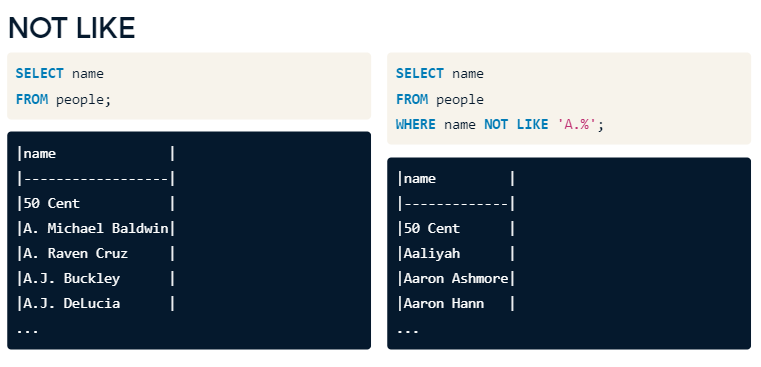 NOT LIKE
SELECT name
FROM people;
|name              |
|------------------|
|50 Cent           |
|A. Michael Baldwin|
|A. Raven Cruz     |
|A.J. Buckley      |
|A.J. DeLucia      |
...
SELECT name
FROM people
WHERE name NOT LIKE 'A.%';
|name         |
|-------------|
|50 Cent      |
|Aaliyah      |
|Aaron Ashmore|
|Aaron Hann   |
...